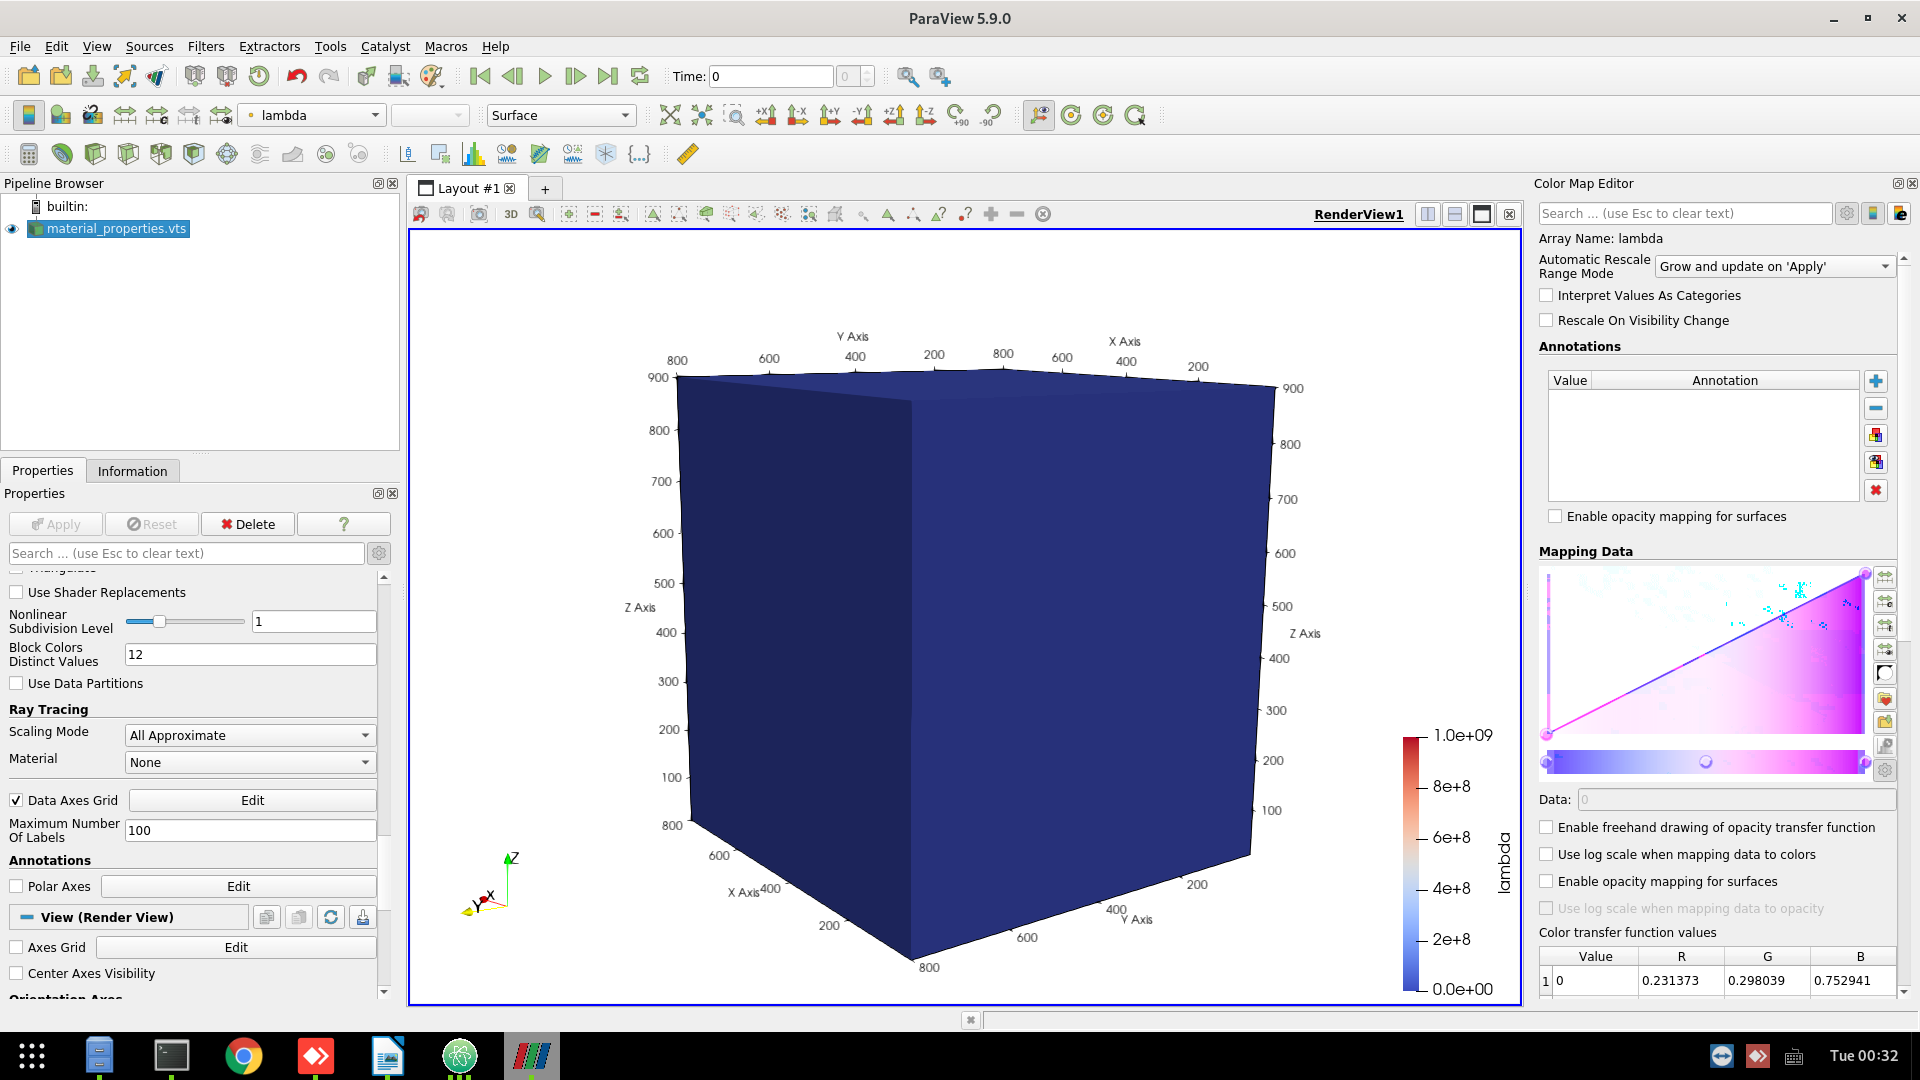 ParaView 5.9.0
File Edit View Sources Filters Extractors Tools Catalyst Macros Help
Time: 0 0
lambda Surface +X -X +Y -Y +Z -Z +90 -90
Pipeline Browser
builtin:
material_properties.vts
Properties Information
Properties
Apply Reset Delete ?
Search ... (use Esc to clear text)
Use Shader Replacements
Nonlinear
Subdivision Level 1
Block Colors
Distinct Values 12
Use Data Partitions
Ray Tracing
Scaling Mode All Approximate
Material None
Data Axes Grid Edit
Maximum Number
Of Labels 100
Annotations
Polar Axes Edit
View (Render View)
Axes Grid Edit
Center Axes Visibility
Orientation Axes
Layout #1 +
3D RenderView1
Y Axis X Axis
800 600 400 200 800 600 400 200
900 900
800 800
700 700
600 600
500 500
Z Axis Z Axis
400 400
300 300
200 200
100 100
800
600
X Axis 400 200
200
400 Y Axis
600
800
Z
X
Y
1.0e+09
8e+8
6e+8
4e+8
2e+8
0.0e+00
lambda
Color Map Editor
Search ... (use Esc to clear text)
Array Name: lambda
Automatic Rescale
Range Mode Grow and update on 'Apply'
Interpret Values As Categories
Rescale On Visibility Change
Annotations
Value Annotation
Enable opacity mapping for surfaces
Mapping Data
Data: 0
Enable freehand drawing of opacity transfer function
Use log scale when mapping data to colors
Enable opacity mapping for surfaces
Use log scale when mapping data to opacity
Color transfer function values
Value R G B
1 0 0.231373 0.298039 0.752941
Tue 00:32